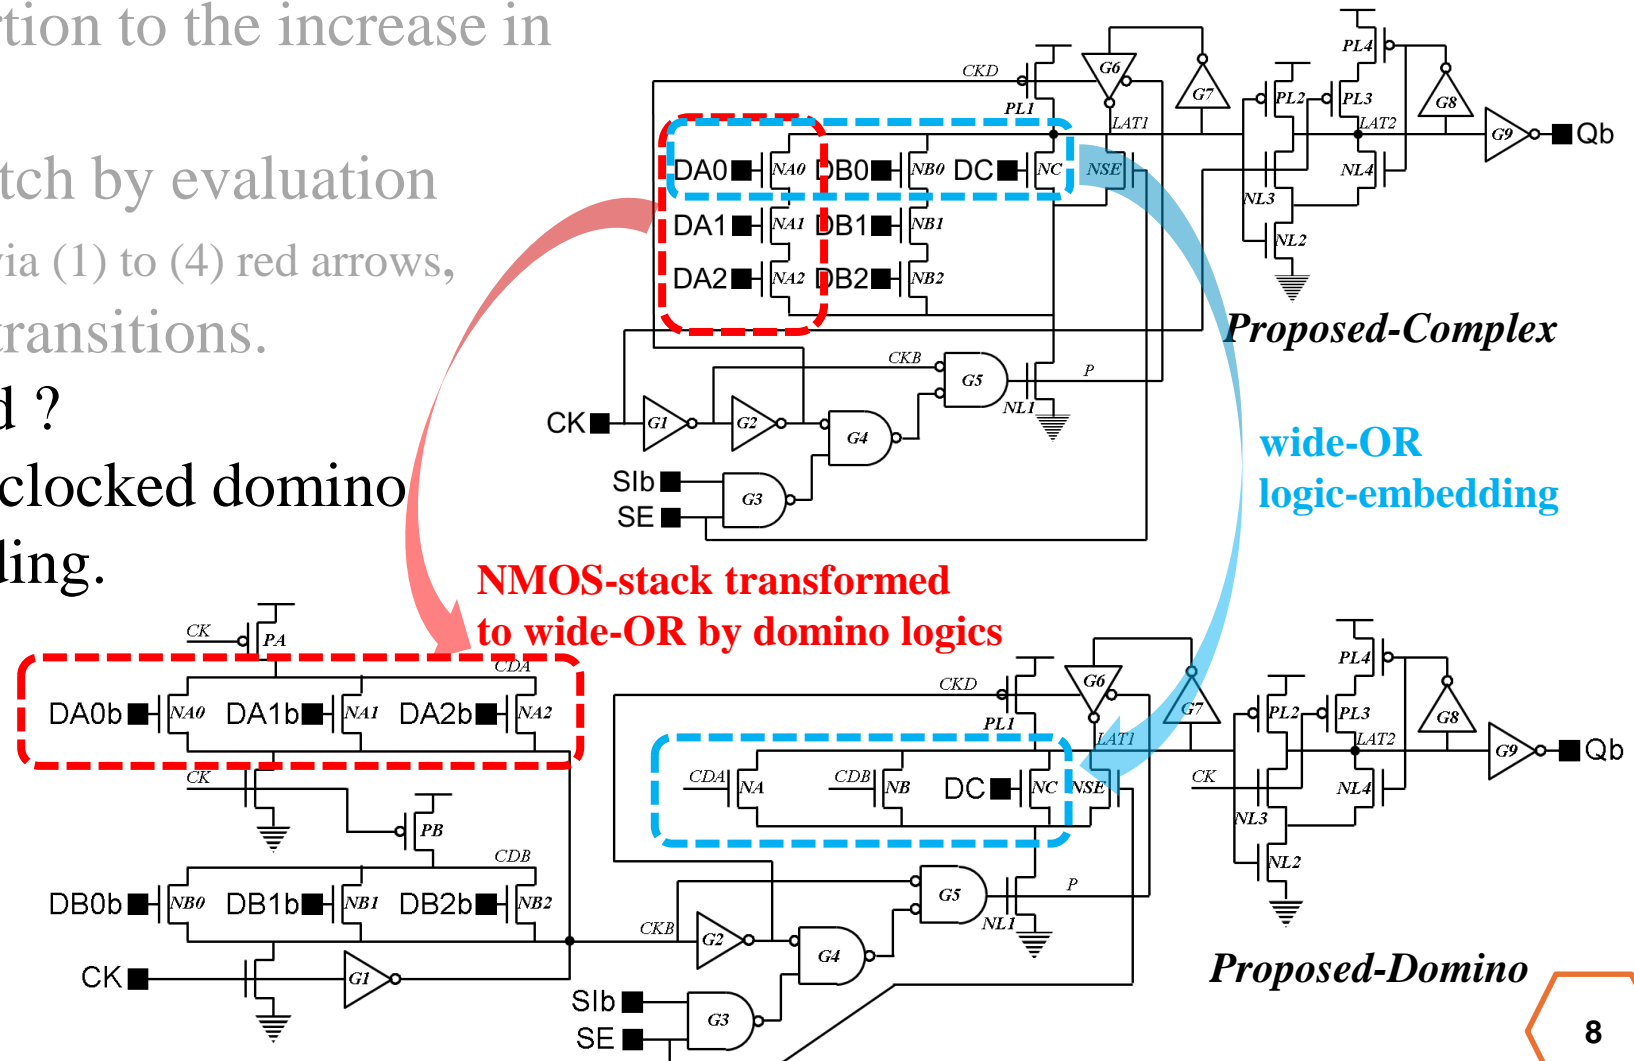 rtion to the increase in
tch by evaluation
via (1) to (4) red arrows,
transitions.
d ?
clocked domino
ding.
CKD
PL1
G6
G7
LAT1
PL4
PL2
PL3
G8
LAT2
G9
Qb
DA0
NA0
DB0
NB0
DC
NC
NSE
NL3
NL4
DA1
NA1
DB1
NB1
NL2
DA2
NA2
DB2
NB2
Proposed-Complex
CKB
G5
P
NL1
CK
G1
G2
G4
SIb
SE
G3
wide-OR
logic-embedding
NMOS-stack transformed
to wide-OR by domino logics
CK
PA
CDA
DA0b
NA0
DA1b
NA1
DA2b
NA2
CK
PB
CDB
DB0b
NB0
DB1b
NB1
DB2b
NB2
CK
G1
CKD
PL1
G6
G7
LAT1
CDA
NA
CDB
NB
DC
NC
NSE
CK
PL4
PL2
PL3
G8
LAT2
G9
Qb
NL3
NL4
NL2
CKB
G2
G4
G5
P
NL1
SIb
SE
G3
Proposed-Domino
8